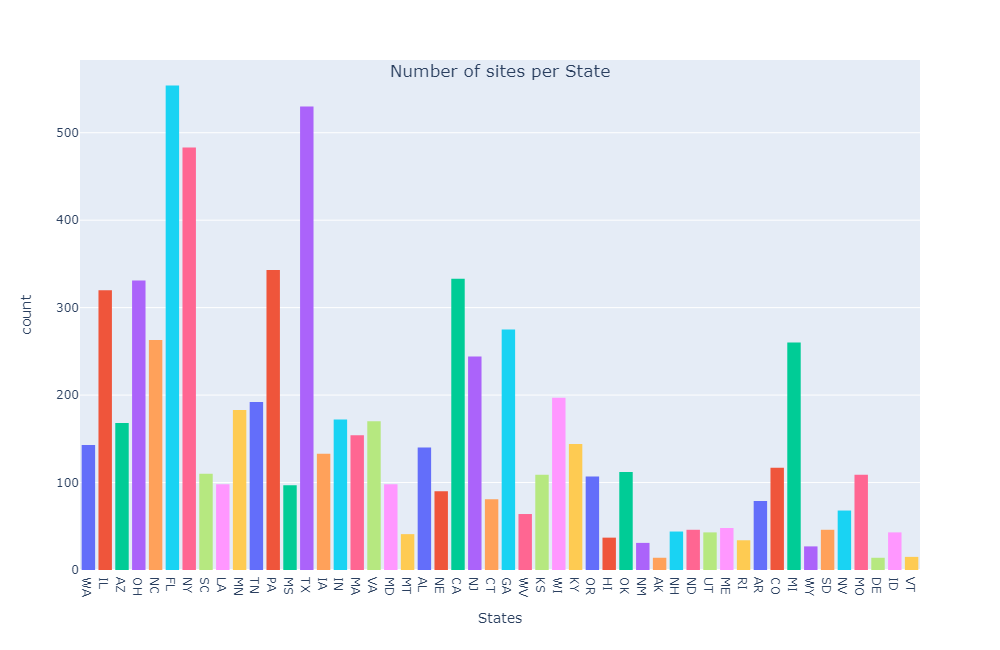 Number of sites per State
500
400
300
200
100
0
count
WA IL AZ OH NC FL NY SC LA MN TN PA MS TX IA IN MA VA MD MT AL NE CA NJ CT GA WV KS WI KY OR HI OK NM AK NH ND UT ME RI AR CO MI WY SD NV MO DE ID VT
States